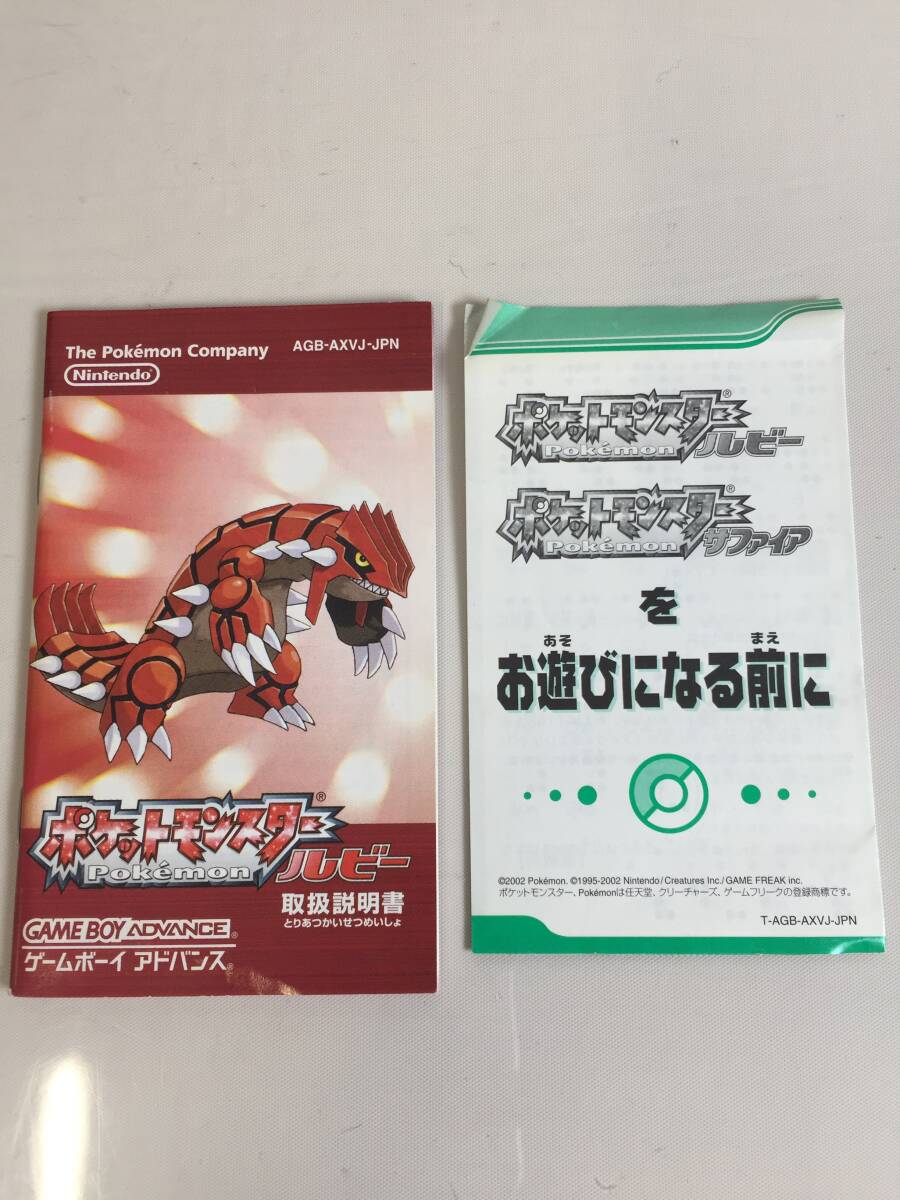 The Pokémon Company
AGB-AXVJ-JPN
Nintendo
ポケットモンスター®
Pokémon
ルビー
取扱説明書
とりあつかいせつめいしょ
GAME BOY ADVANCE®
ゲームボーイ アドバンス®
ポケットモンスター®
Pokémon
ルビー
ポケットモンスター®
Pokémon
サファイア
を
あそ まえ
お遊びになる前に
©2002 Pokémon. ©1995-2002 Nintendo/Creatures Inc./GAME FREAK inc.
ポケットモンスター、Pokémonは任天堂、クリーチャーズ、ゲームフリークの登録商標です。
T-AGB-AXVJ-JPN